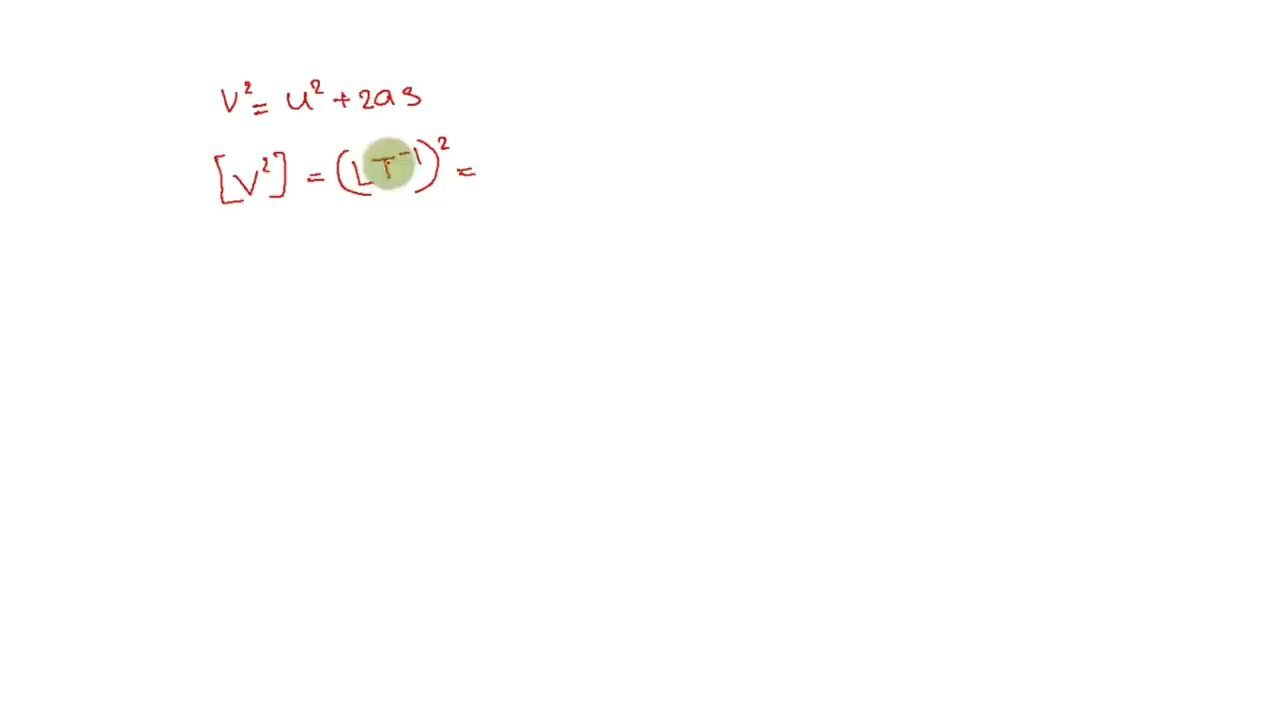 V² = u² + 2as
[V²] = (LT⁻¹)² =